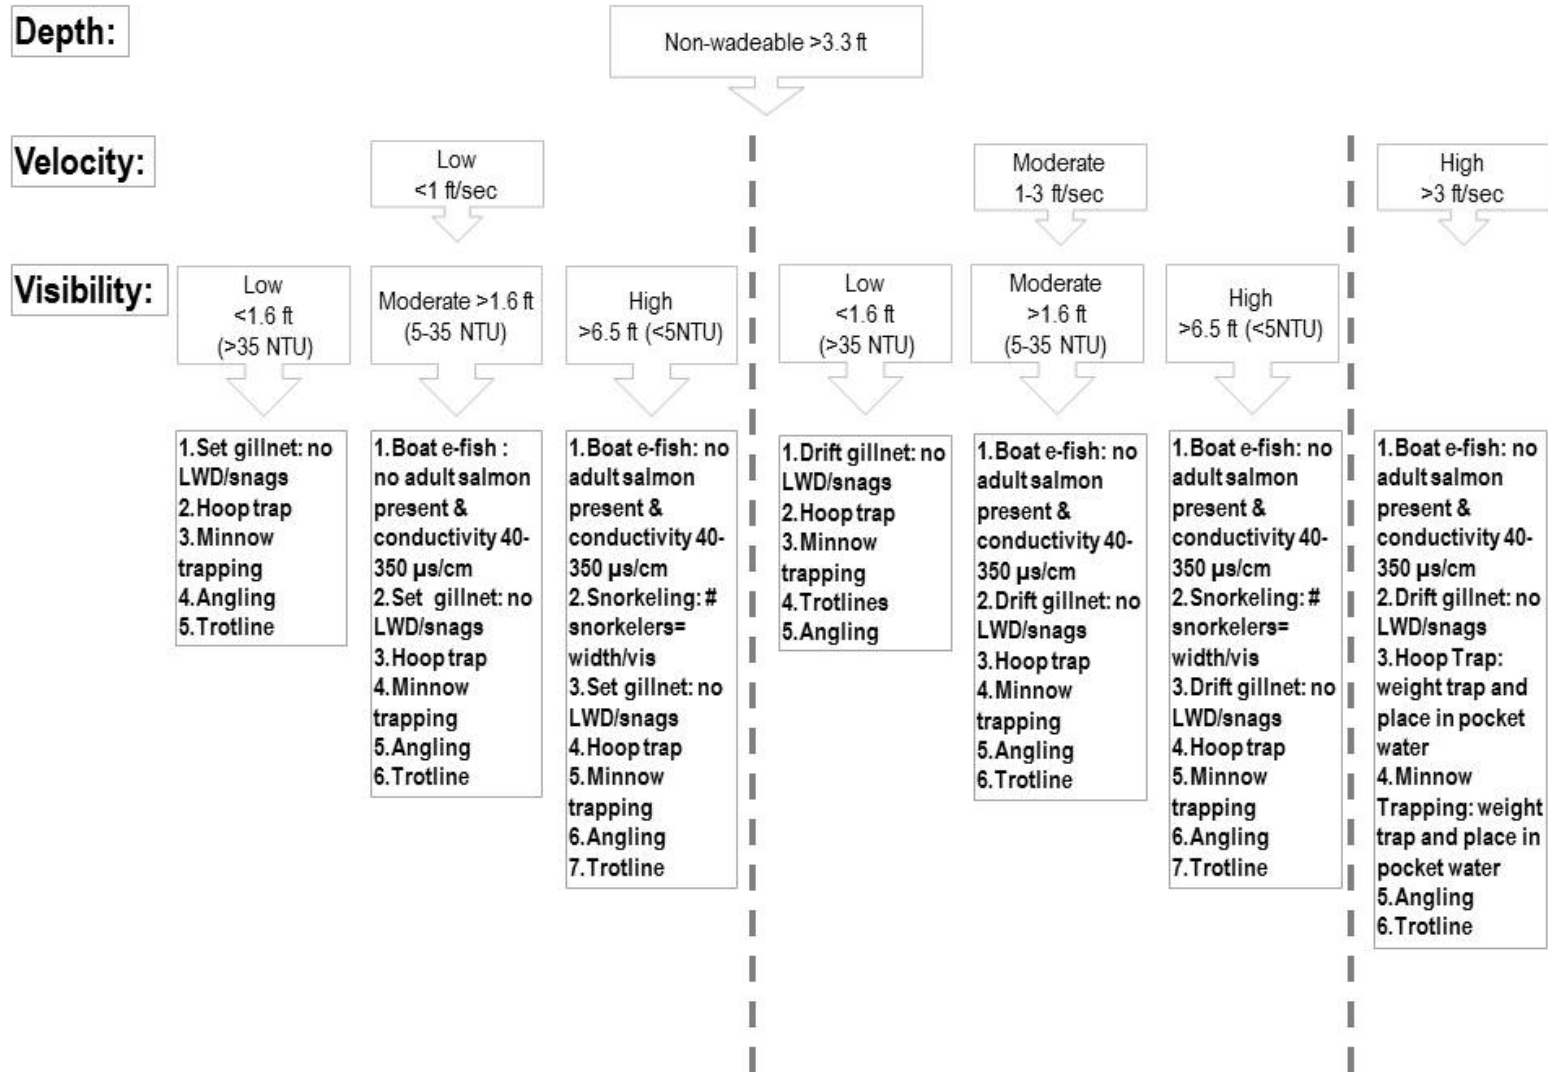 Depth:
Non-wadeable >3.3 ft
Velocity:
Low
<1 ft/sec
Moderate
1-3 ft/sec
High
>3 ft/sec
Visibility:
Low
<1.6 ft
(>35 NTU)
Moderate >1.6 ft
(5-35 NTU)
High
>6.5 ft (<5NTU)
Low
<1.6 ft
(>35 NTU)
Moderate
>1.6 ft
(5-35 NTU)
High
>6.5 ft (<5NTU)
1.Set gillnet: no
LWD/snags
2.Hoop trap
3.Minnow
trapping
4.Angling
5.Trotline
1.Boat e-fish :
no adult salmon
present &
conductivity 40-
350 µs/cm
2.Set gillnet: no
LWD/snags
3.Hoop trap
4.Minnow
trapping
5.Angling
6.Trotline
1.Boat e-fish: no
adult salmon
present &
conductivity 40-
350 µs/cm
2.Snorkeling: #
snorkelers=
width/vis
3.Set gillnet: no
LWD/snags
4.Hoop trap
5.Minnow
trapping
6.Angling
7.Trotline
1.Drift gillnet: no
LWD/snags
2.Hoop trap
3.Minnow
trapping
4.Trotlines
5.Angling
1.Boat e-fish: no
adult salmon
present &
conductivity 40-
350 µs/cm
2.Drift gillnet: no
LWD/snags
3.Hoop trap
4.Minnow
trapping
5.Angling
6.Trotline
1.Boat e-fish: no
adult salmon
present &
conductivity 40-
350 µs/cm
2.Snorkeling: #
snorkelers=
width/vis
3.Drift gillnet: no
LWD/snags
4.Hoop trap
5.Minnow
trapping
6.Angling
7.Trotline
1.Boat e-fish: no
adult salmon
present &
conductivity 40-
350 µs/cm
2.Drift gillnet: no
LWD/snags
3.Hoop Trap:
weight trap and
place in pocket
water
4.Minnow
Trapping: weight
trap and place in
pocket water
5.Angling
6.Trotline